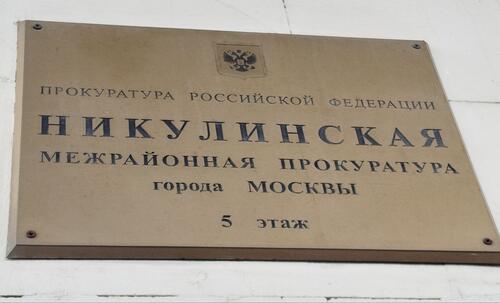 ПРОКУРАТУРА РОССИЙСКОЙ ФЕДЕРАЦИИ
НИКУЛИНСКАЯ
МЕЖРАЙОННАЯ ПРОКУРАТУРА
города МОСКВЫ
5 этаж